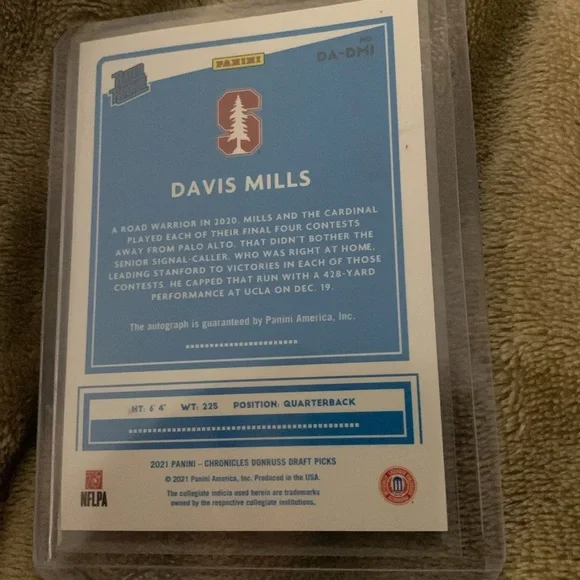 PANINI
NO.
DA-DMI
S
DAVIS MILLS
A ROAD WARRIOR IN 2020, MILLS AND THE CARDINAL
PLAYED EACH OF THEIR FINAL FOUR CONTESTS
AWAY FROM PALO ALTO. THAT DIDN'T BOTHER THE
SENIOR SIGNAL-CALLER, WHO WAS RIGHT AT HOME,
LEADING STANFORD TO VICTORIES IN EACH OF THOSE
CONTESTS. HE CAPPED THAT RUN WITH A 428-YARD
PERFORMANCE AT UCLA ON DEC. 19.
The autograph is guaranteed by Panini America, Inc.
HT: 6' 4" WT: 225 POSITION: QUARTERBACK
2021 PANINI – CHRONICLES DONRUSS DRAFT PICKS
© 2021 Panini America, Inc. Produced in the USA.
The collegiate indicia used herein are trademarks
owned by the respective collegiate institutions.
NFLPA